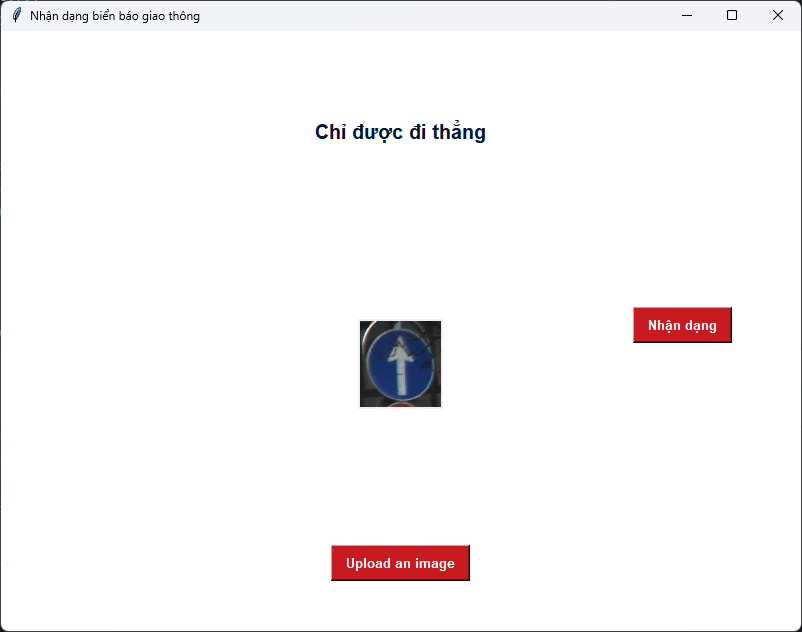 Nhận dạng biển báo giao thông
Chỉ được đi thẳng
Nhận dạng
Upload an image